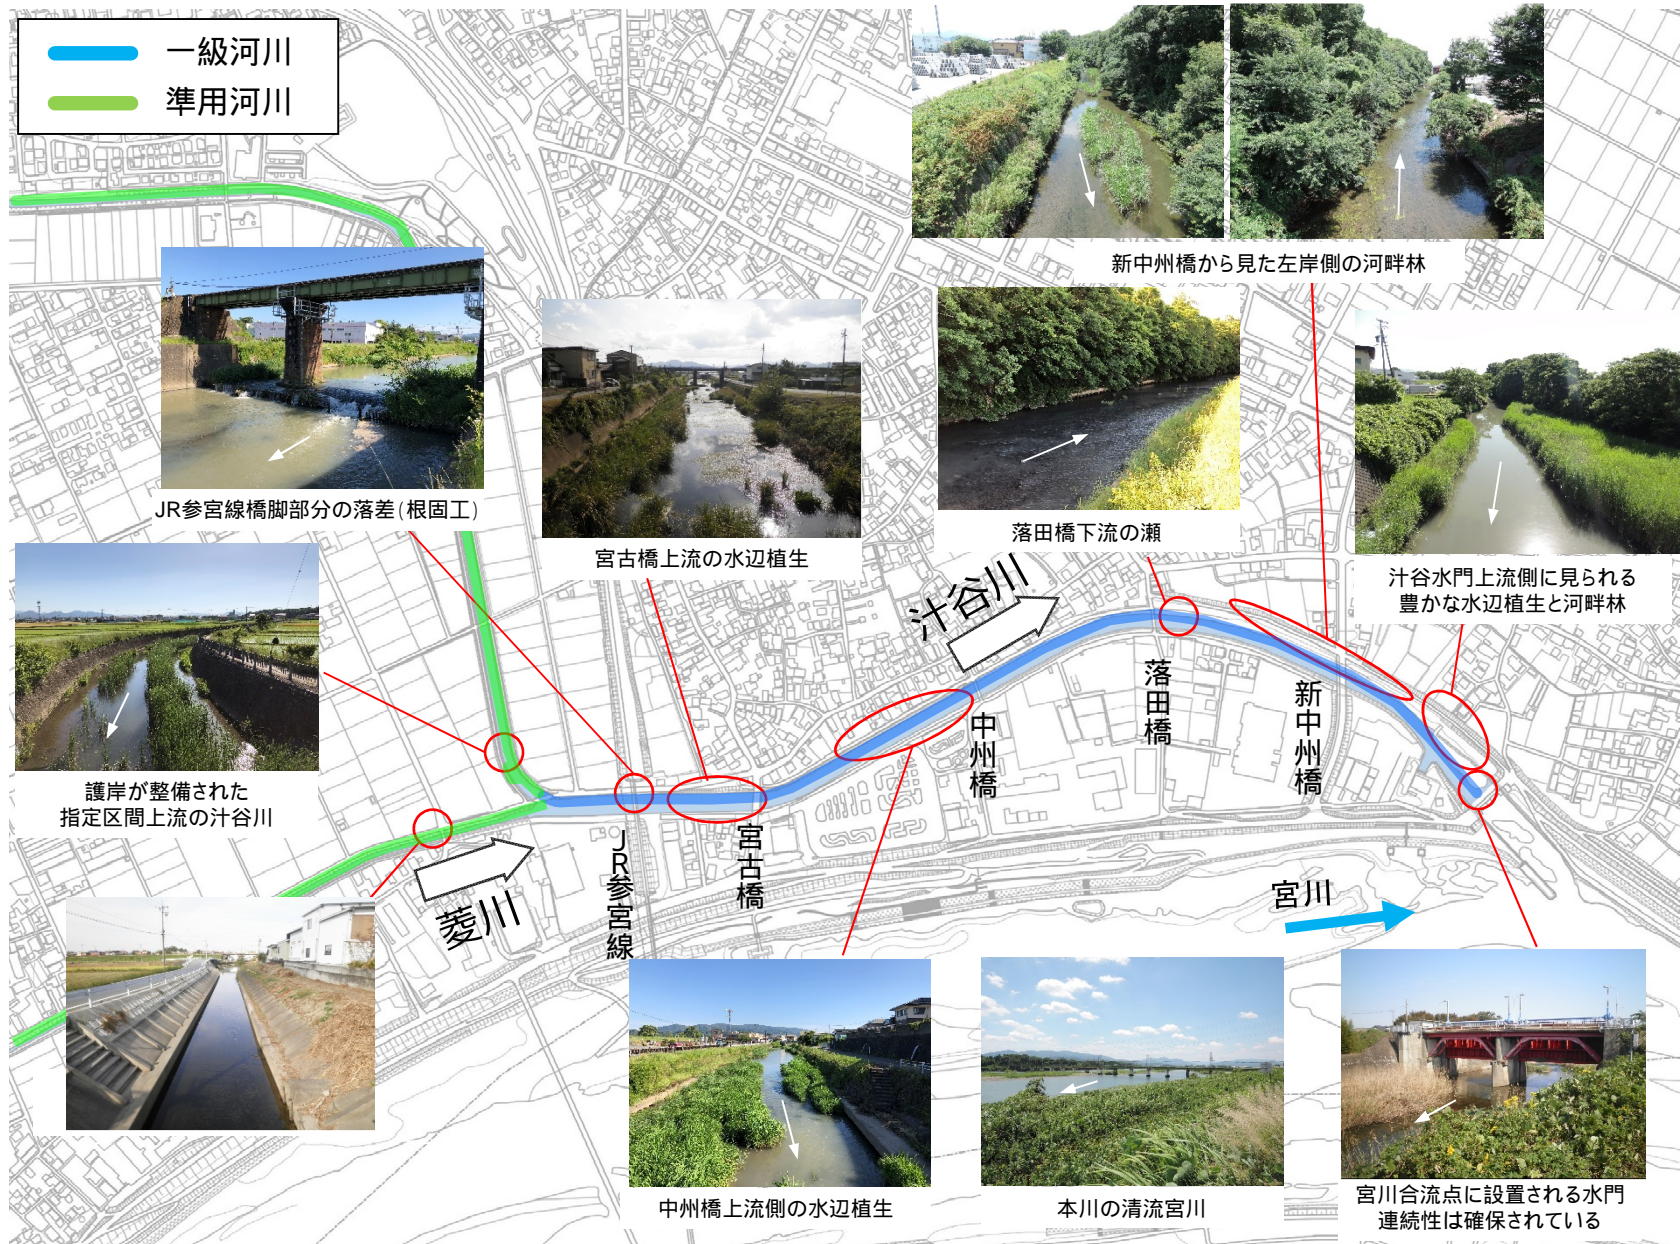 一級河川
準用河川
新中州橋から見た左岸側の河畔林
JR参宮線橋脚部分の落差(根固工)
宮古橋上流の水辺植生
落田橋下流の瀬
汁谷水門上流側に見られる
豊かな水辺植生と河畔林
護岸が整備された
指定区間上流の汁谷川
汁谷川
落田橋
新中州橋
中州橋
宮古橋
JR参宮線
菱川
宮川
中州橋上流側の水辺植生
本川の清流宮川
宮川合流点に設置される水門
連続性は確保されている